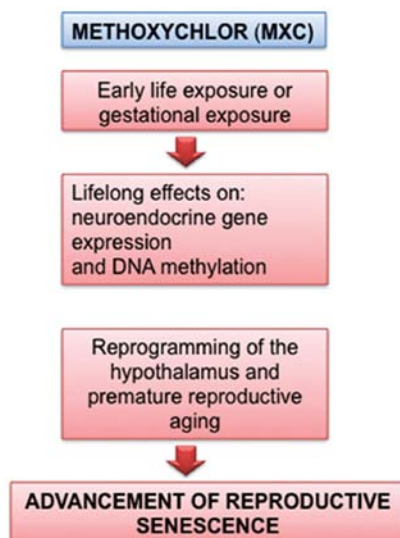 METHOXYCHLOR (MXC)
Early life exposure or
gestational exposure
Lifelong effects on:
neuroendocrine gene
expression
and DNA methylation
Reprogramming of the
hypothalamus and
premature reproductive
aging
ADVANCEMENT OF REPRODUCTIVE
SENESCENCE